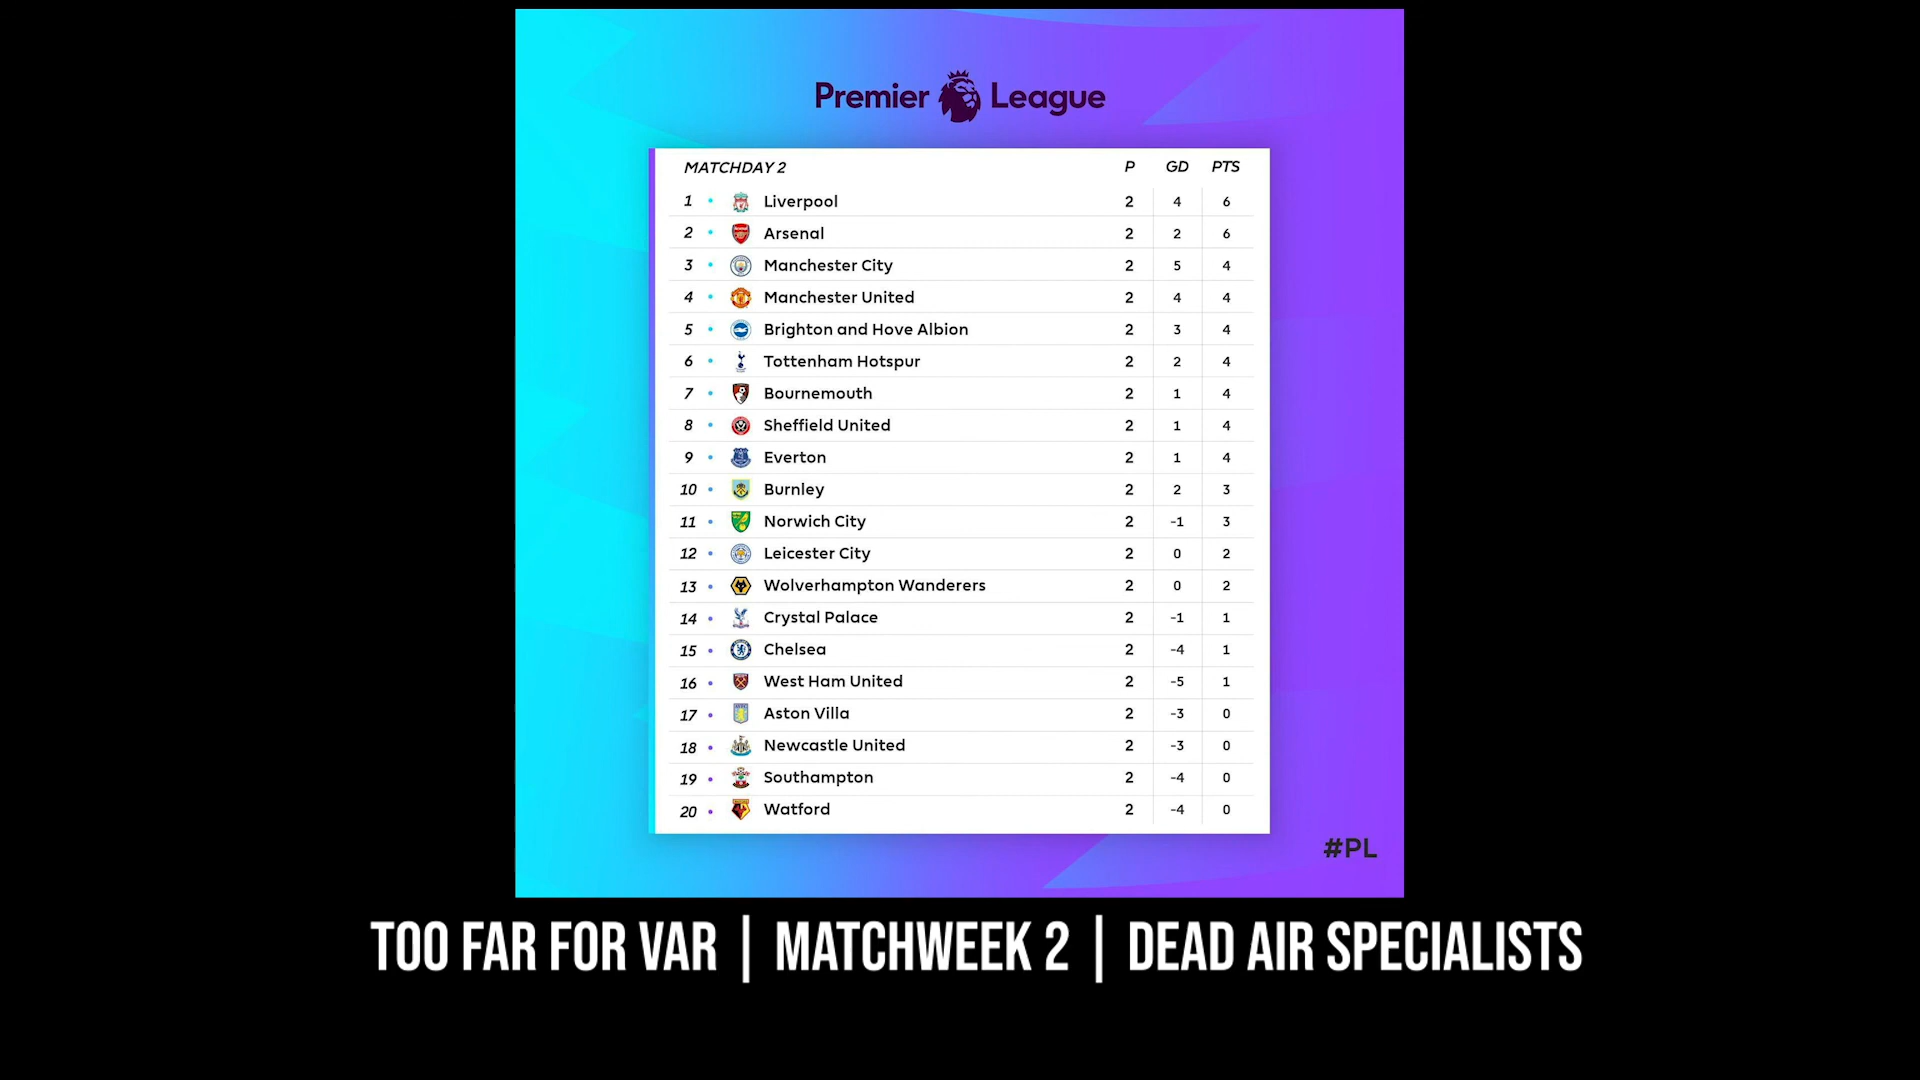 Premier League
MATCHDAY 2 P GD PTS
1 Liverpool 2 4 6
2 Arsenal 2 2 6
3 Manchester City 2 5 4
4 Manchester United 2 4 4
5 Brighton and Hove Albion 2 3 4
6 Tottenham Hotspur 2 2 4
7 Bournemouth 2 1 4
8 Sheffield United 2 1 4
9 Everton 2 1 4
10 Burnley 2 2 3
11 Norwich City 2 -1 3
12 Leicester City 2 0 2
13 Wolverhampton Wanderers 2 0 2
14 Crystal Palace 2 -1 1
15 Chelsea 2 -4 1
16 West Ham United 2 -5 1
17 Aston Villa 2 -3 0
18 Newcastle United 2 -3 0
19 Southampton 2 -4 0
20 Watford 2 -4 0
#PL
TOO FAR FOR VAR | MATCHWEEK 2 | DEAD AIR SPECIALISTS